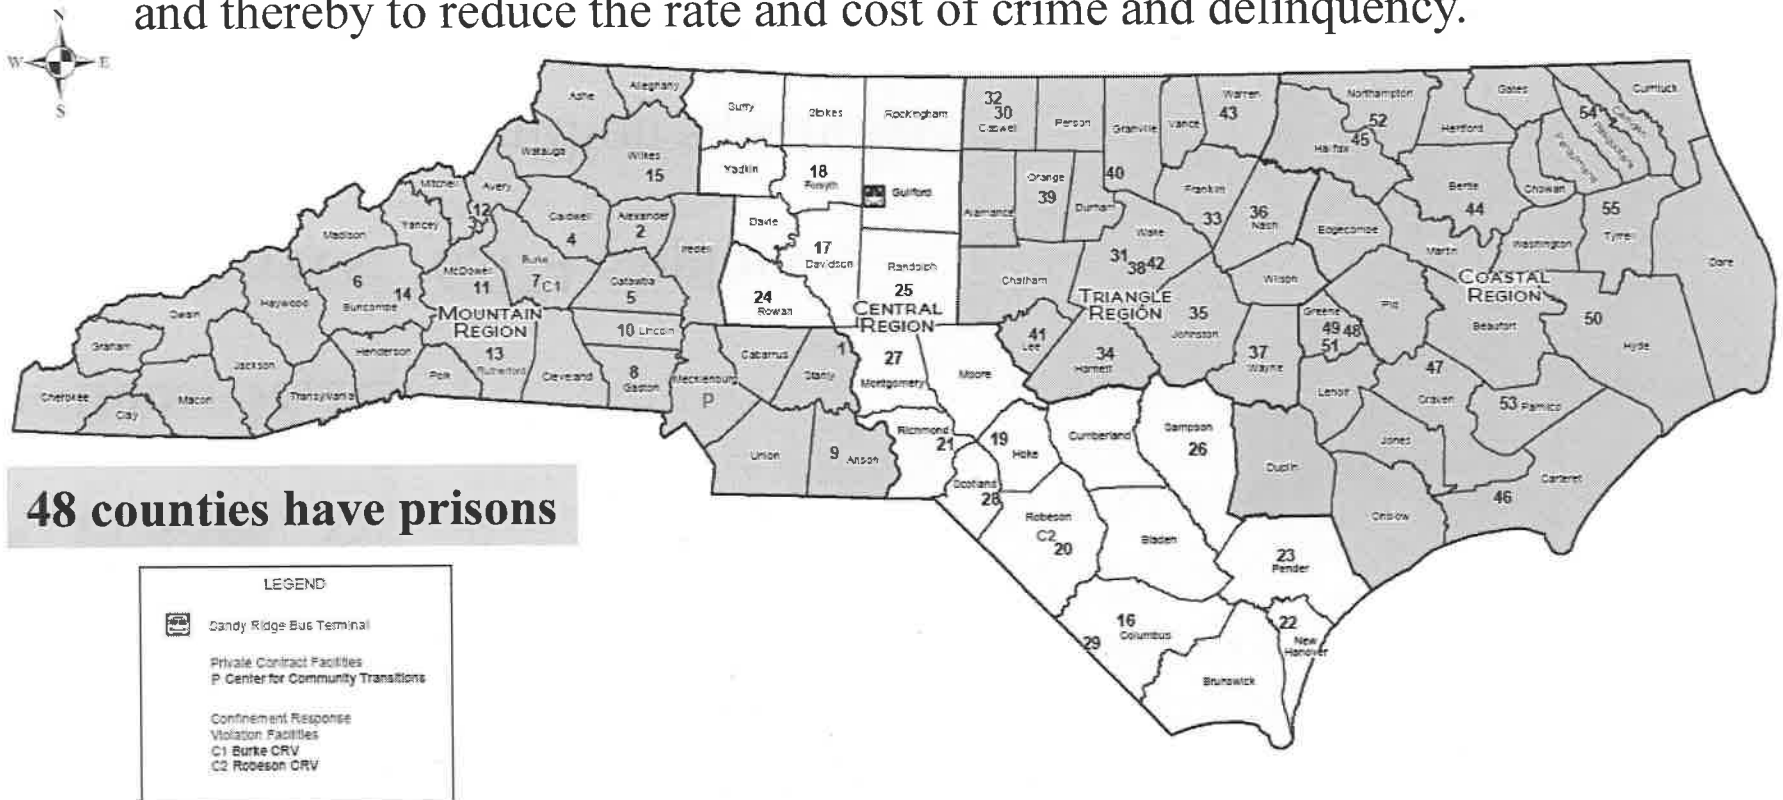 and thereby to reduce the rate and cost of crime and delinquency.
N
W E
S
Ashe
Alleghany
Surry
Stokes
Rockingham
32
30
Caswell
Person
Granville
Vance
Warren
43
Northampton
52
Halifax 45
Hertford
Gates
54
Currituck
Watauga
Wilkes
15
Yadkin
18
Forsyth
Guilford
Alamance
Orange
39
Durham
40
Franklin
33
36
Nash
Edgecombe
Bertie
44
Chowan
Martin
Washington
55
Tyrrell
Dare
Mitchell
Avery
12
3
Yancey
Madison
Caldwell
4
Alexander
2
Iredell
Davie
17
Davidson
Randolph
25
Chatham
Wake
31
38 42
Wilson
Pitt
COASTAL
REGION
Beaufort
50
Hyde
Swain
Haywood
6
Buncombe
14
McDowell
11
Burke
7 C1
Catawba
5
MOUNTAIN
REGION
10 Lincoln
24
Rowan
CENTRAL
REGION
TRIANGLE
REGION
35
Johnston
Greene
49 48
51
Graham
Jackson
Henderson
Polk
13
Rutherford
Cleveland
8
Gaston
Mecklenburg
P
Cabarrus
1
Stanly
27
Montgomery
Moore
41
Lee
34
Harnett
37
Wayne
Lenoir
47
Craven
53 Pamlico
Cherokee
Clay
Macon
Transylvania
Union
9 Anson
Richmond
21
19
Hoke
Cumberland
Sampson
26
Duplin
Jones
Onslow
46
Carteret
Scotland
28
Robeson
C2
20
Bladen
23
Pender
16
Columbus
29
22
New
Hanover
Brunswick
48 counties have prisons
LEGEND
Sandy Ridge Bus Terminal
Private Contract Facilities
P Center for Community Transitions
Confinement Response
Violation Facilities
C1 Burke CRV
C2 Robeson CRV